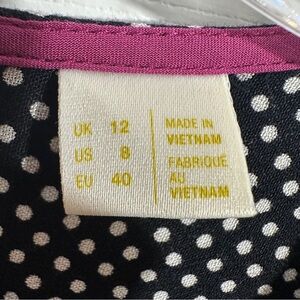 UK 12
US 8
EU 40
MADE IN
VIETNAM
FABRIQUÉ
AU
VIETNAM